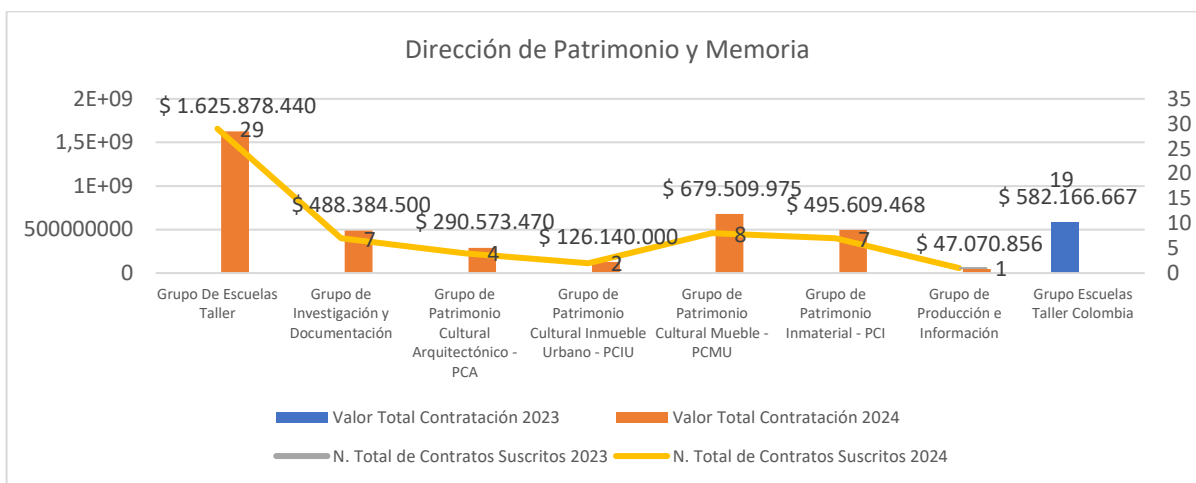 Dirección de Patrimonio y Memoria
2E+09
1,5E+09
1E+09
500000000
0
35
30
25
20
15
10
5
0
$ 1.625.878.440
29
$ 488.384.500
7
$ 290.573.470
4
$ 126.140.000
2
$ 679.509.975
8
$ 495.609.468
7
$ 47.070.856
1
19
$ 582.166.667
Grupo De Escuelas
Taller
Grupo de
Investigación y
Documentación
Grupo de
Patrimonio
Cultural
Arquitectónico -
PCA
Grupo de
Patrimonio
Cultural Inmueble
Urbano - PCIU
Grupo de
Patrimonio
Cultural Mueble -
PCMU
Grupo de
Patrimonio
Inmaterial - PCI
Grupo de
Producción e
Información
Grupo Escuelas
Taller Colombia
Valor Total Contratación 2023
Valor Total Contratación 2024
N. Total de Contratos Suscritos 2023
N. Total de Contratos Suscritos 2024